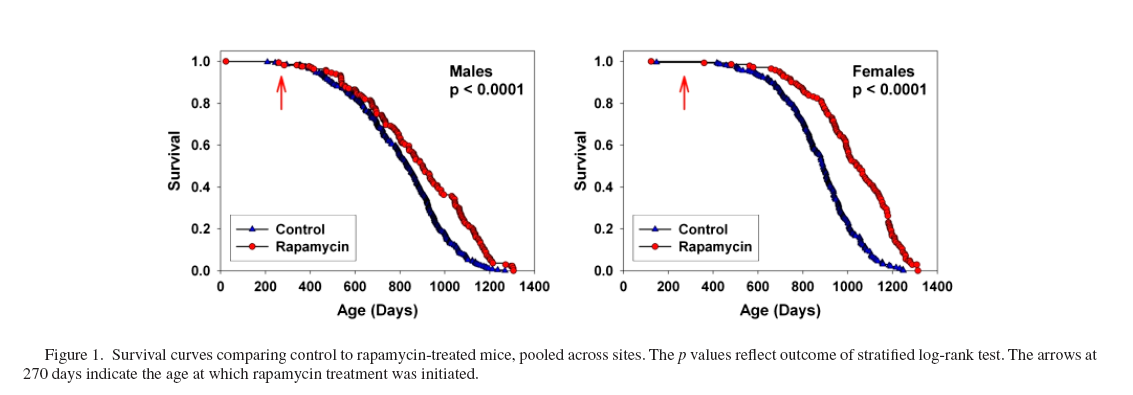 Males
p < 0.0001
Survival
1.0
0.8
0.6
0.4
0.2
0.0
Control
Rapamycin
0 200 400 600 800 1000 1200 1400
Age (Days)
Females
p < 0.0001
Survival
1.0
0.8
0.6
0.4
0.2
0.0
Control
Rapamycin
0 200 400 600 800 1000 1200 1400
Age (Days)
Figure 1. Survival curves comparing control to rapamycin-treated mice, pooled across sites. The p values reflect outcome of stratified log-rank test. The arrows at
270 days indicate the age at which rapamycin treatment was initiated.